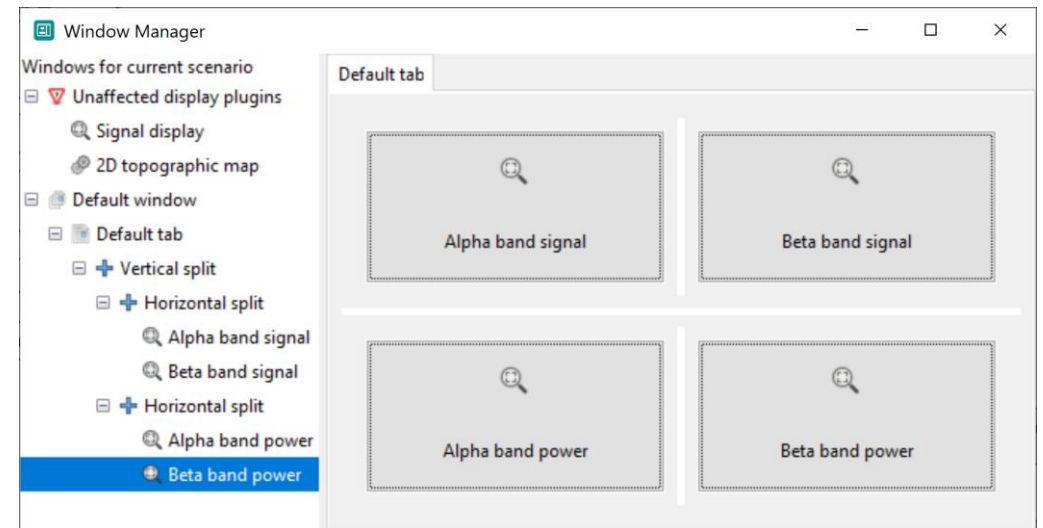 Window Manager
Windows for current scenario
Unaffected display plugins
Signal display
2D topographic map
Default window
Default tab
Vertical split
Horizontal split
Alpha band signal
Beta band signal
Horizontal split
Alpha band power
Beta band power
Default tab
Alpha band signal
Beta band signal
Alpha band power
Beta band power